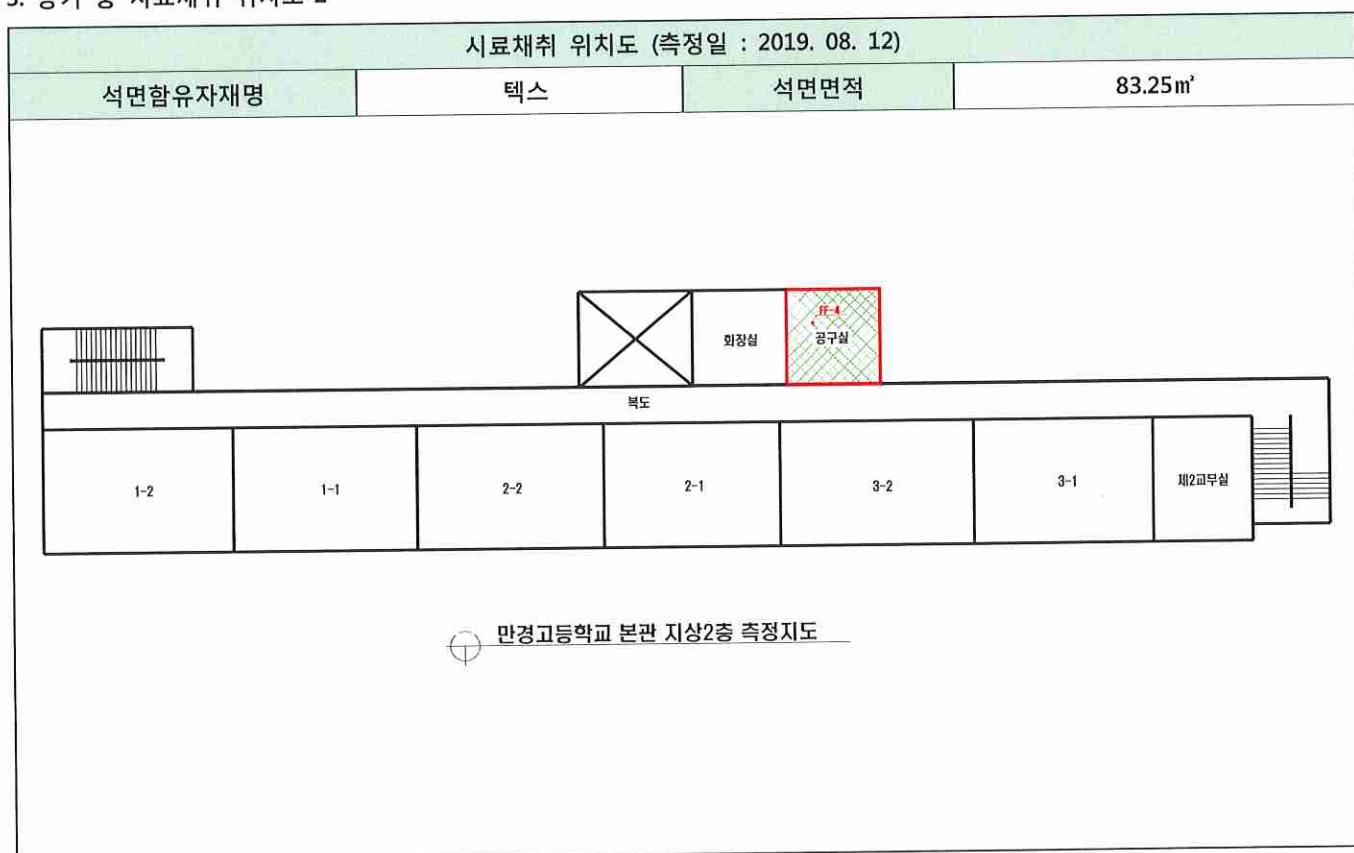 시료채취 위치도 (측정일 : 2019. 08. 12)
석면함유자재명 텍스 석면면적 83.25㎡
FF-4
화장실 공구실
복도
1-2 1-1 2-2 2-1 3-2 3-1 제2교무실
만경고등학교 본관 지상2층 측정지도